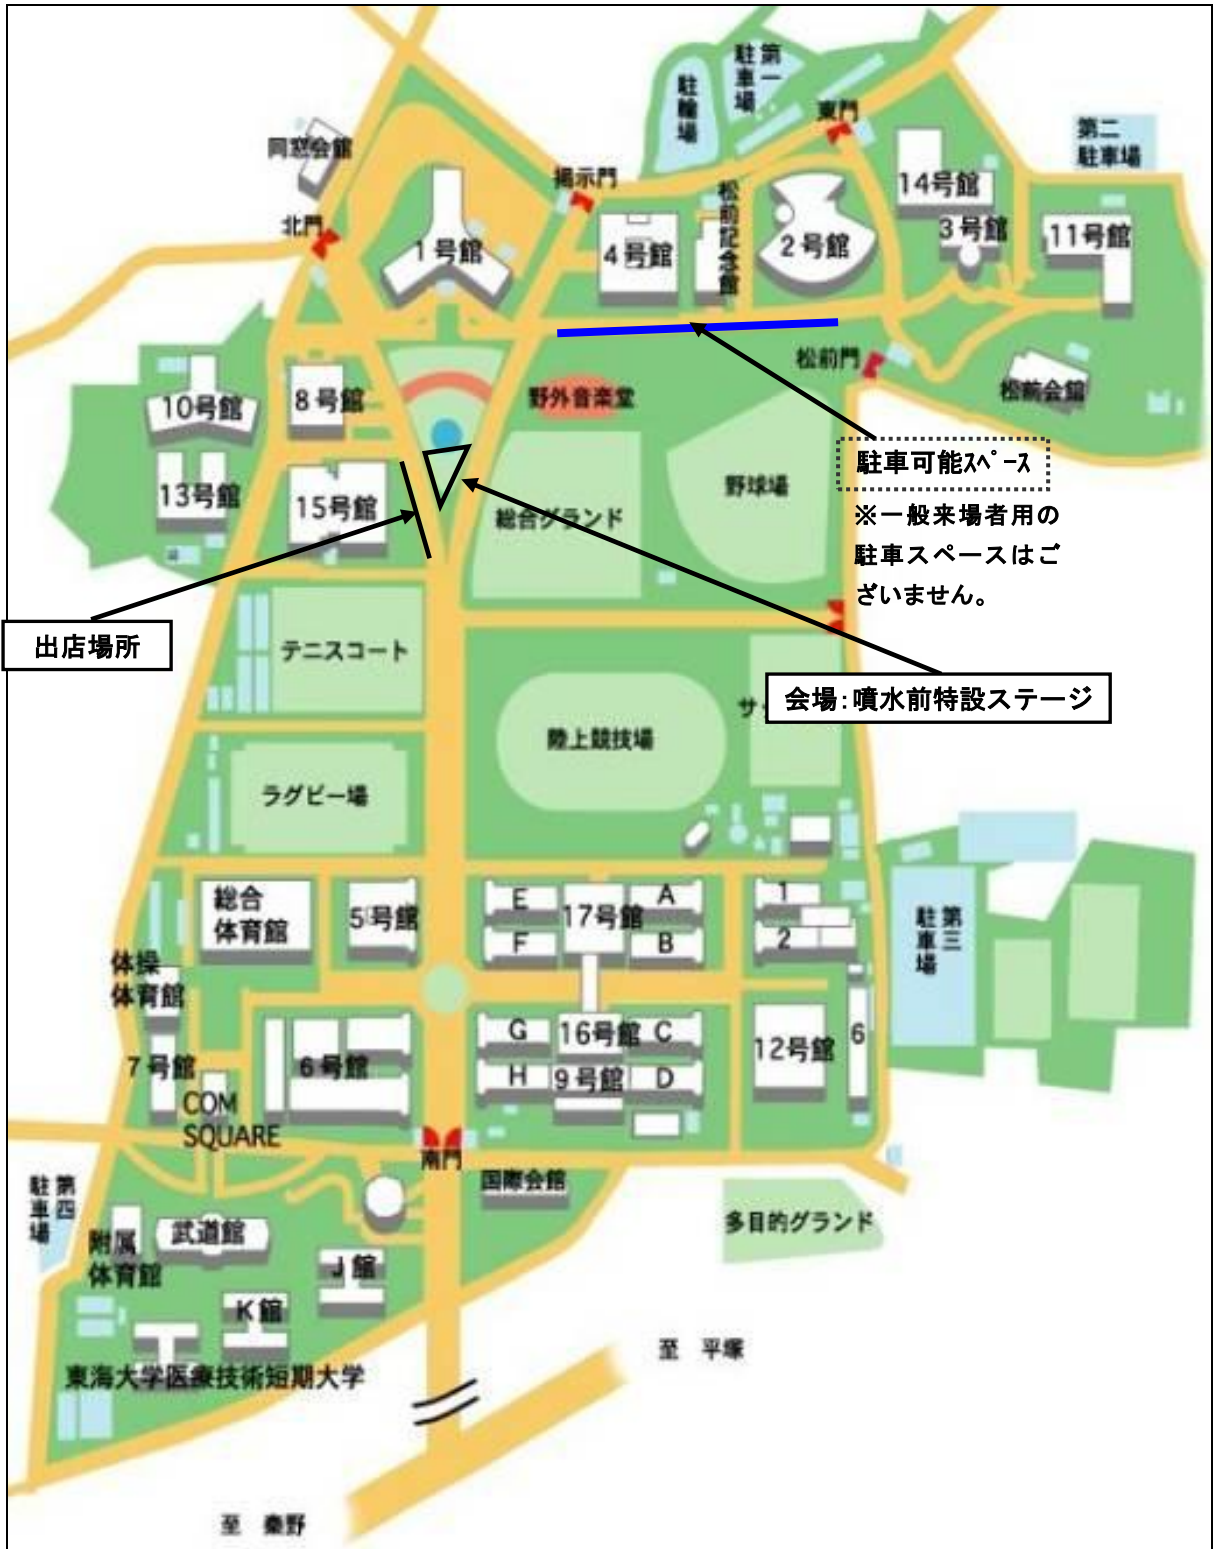 第一
駐車場
駐輪場
東門
第二
駐車場
同窓会館
掲示門
北門
1号館
4号館
松前記念館
2号館
14号館
3号館
11号館
松前門
松前会館
10号館
8号館
野外音楽堂
駐車可能スペース
※一般来場者用の
駐車スペースはご
ざいません。
13号館
15号館
総合グランド
野球場
出店場所
テニスコート
会場：噴水前特設ステージ
サ
陸上競技場
ラグビー場
総合
体育館
5号館
E
17号館
A
F
B
1
2
第三
駐車場
体操
体育館
7号館
6号館
G
16号館
C
H
9号館
D
12号館
6
COM
SQUARE
南門
国際会館
第四
駐車場
附属
体育館
武道館
J館
K館
多目的グランド
東海大学医療技術短期大学
至 平塚
至 秦野